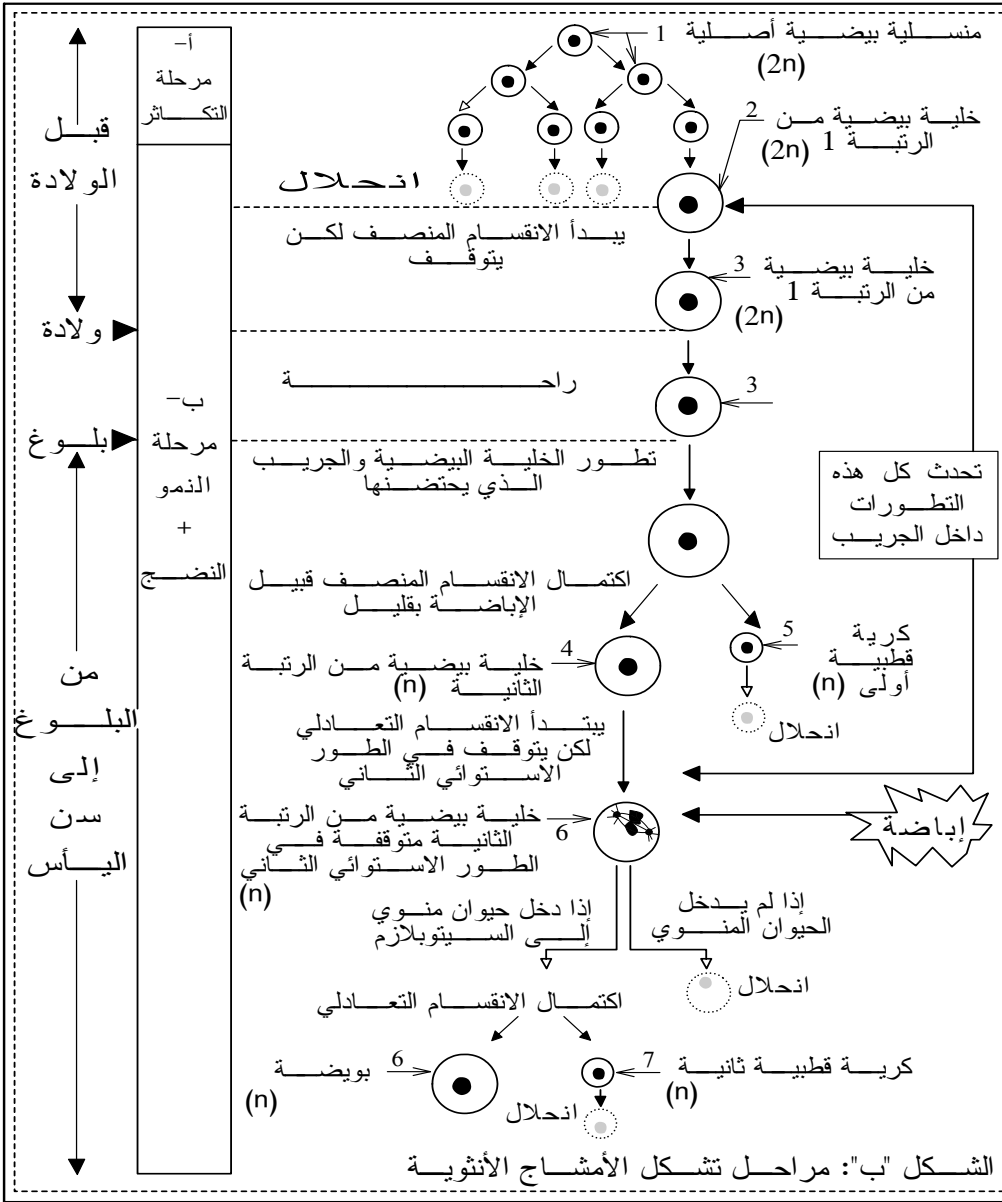 1 منسلية بيضية أصلية
(2n)
أ-
مرحلة
التكاثر
قبل
الولادة
2 خلية بيضية من
الرتبة 1 (2n)
انحلال
يبدأ الانقسام المنصف لكن
يتوقف
3 خلية بيضية
من الرتبة 1
(2n)
ولادة
راحة
3
ب-
مرحلة
النمو
+
النضج
بلوغ
تطور الخلية البيضية والجريب
الذي يحتضنها
تحدث كل هذه
التطورات
داخل الجريب
اكتمال الانقسام المنصف قبيل
الإباضة بقليل
4 خلية بيضية من الرتبة
الثانية (n)
5 كرية
قطبية
أولى (n)
انحلال
من
البلوغ
إلى
سن
اليأس
يبتدأ الانقسام التعادلي
لكن يتوقف في الطور
الاستوائي الثاني
6 خلية بيضية من الرتبة
الثانية متوقفة في
الطور الاستوائي الثاني
(n)
إباضة
إذا دخل حيوان منوي
إلى السيتوبلازم
إذا لم يدخل
الحيوان المنوي
انحلال
اكتمال الانقسام التعادلي
6 بويضة
(n)
7 كرية قطبية ثانية
(n)
انحلال
الشكل "ب": مراحل تشكل الأمشاج الأنثوية